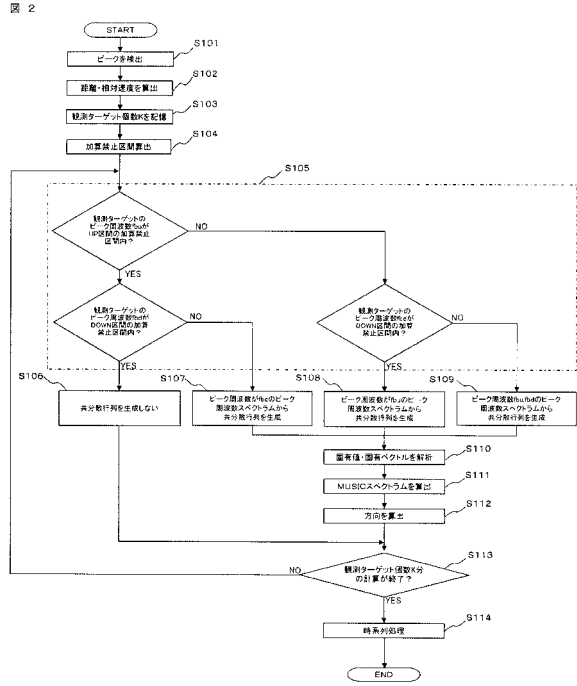 図 2
START
S101
ピークを検出
S102
距離・相対速度を算出
S103
観測ターゲット個数Kを記憶
S104
加算禁止区間算出
S105
観測ターゲットの
ピーク周波数fbuが
UP区間の加算禁止
区間内?
NO
YES
観測ターゲットの
ピーク周波数fbdが
DOWN区間の加算
禁止区間内?
NO
YES
観測ターゲットの
ピーク周波数fbdが
DOWN区間の加算
禁止区間内?
NO
YES
S106
共分散行列を生成しない
S107
ピーク周波数がfbdのピーク
周波数スペクトラムから
共分散行列を生成
S108
ピーク周波数がfbuのピーク
周波数スペクトラムから
共分散行列を生成
S109
ピーク周波数fbu,fbdのピーク
周波数スペクトラムから
共分散行列を生成
S110
固有値・固有ベクトルを解析
S111
MUSICスペクトラムを算出
S112
方向を算出
S113
観測ターゲット個数K分
の計算が終了?
NO
YES
S114
時系列処理
END